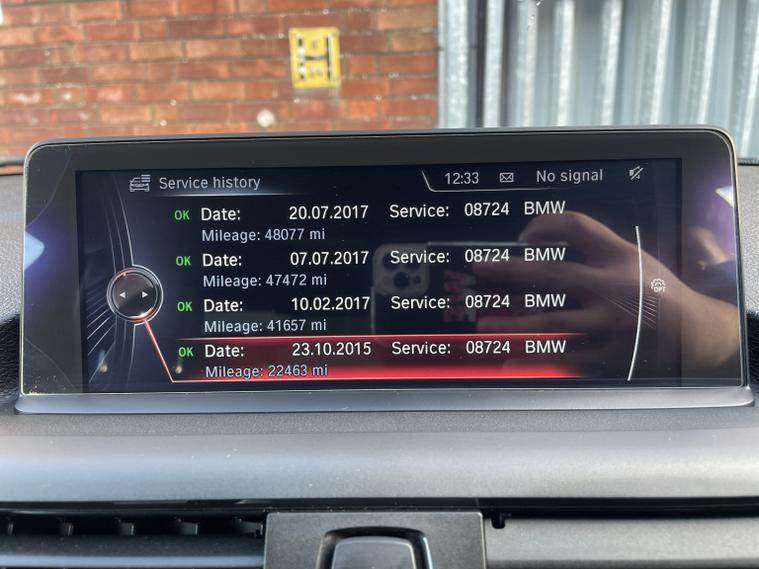 Service history 12:33 No signal
OK Date: 20.07.2017 Service: 08724 BMW
Mileage: 48077 mi
OK Date: 07.07.2017 Service: 08724 BMW
Mileage: 47472 mi
OK Date: 10.02.2017 Service: 08724 BMW
Mileage: 41657 mi
OK Date: 23.10.2015 Service: 08724 BMW
Mileage: 22463 mi
OPT